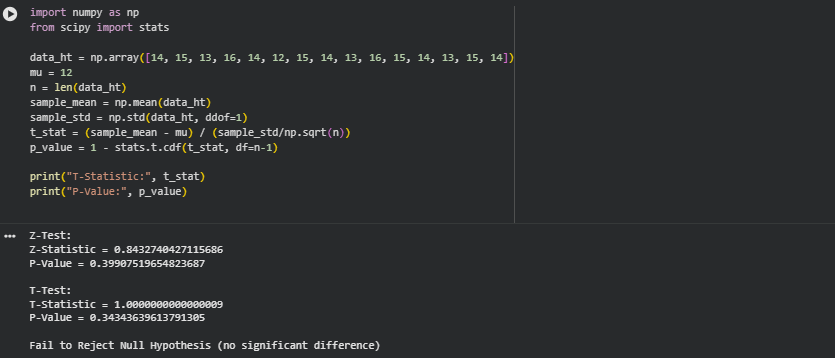 import numpy as np
from scipy import stats
data_ht = np.array([14, 15, 13, 16, 14, 12, 15, 14, 13, 16, 15, 14, 13, 15, 14])
mu = 12
n = len(data_ht)
sample_mean = np.mean(data_ht)
sample_std = np.std(data_ht, ddof=1)
t_stat = (sample_mean - mu) / (sample_std/np.sqrt(n))
p_value = 1 - stats.t.cdf(t_stat, df=n-1)
print("T-Statistic:", t_stat)
print("P-Value:", p_value)
Z-Test:
Z-Statistic = 0.8432740427115686
P-Value = 0.39907519654823687
T-Test:
T-Statistic = 1.0000000000000009
P-Value = 0.34343639613791305
Fail to Reject Null Hypothesis (no significant difference)